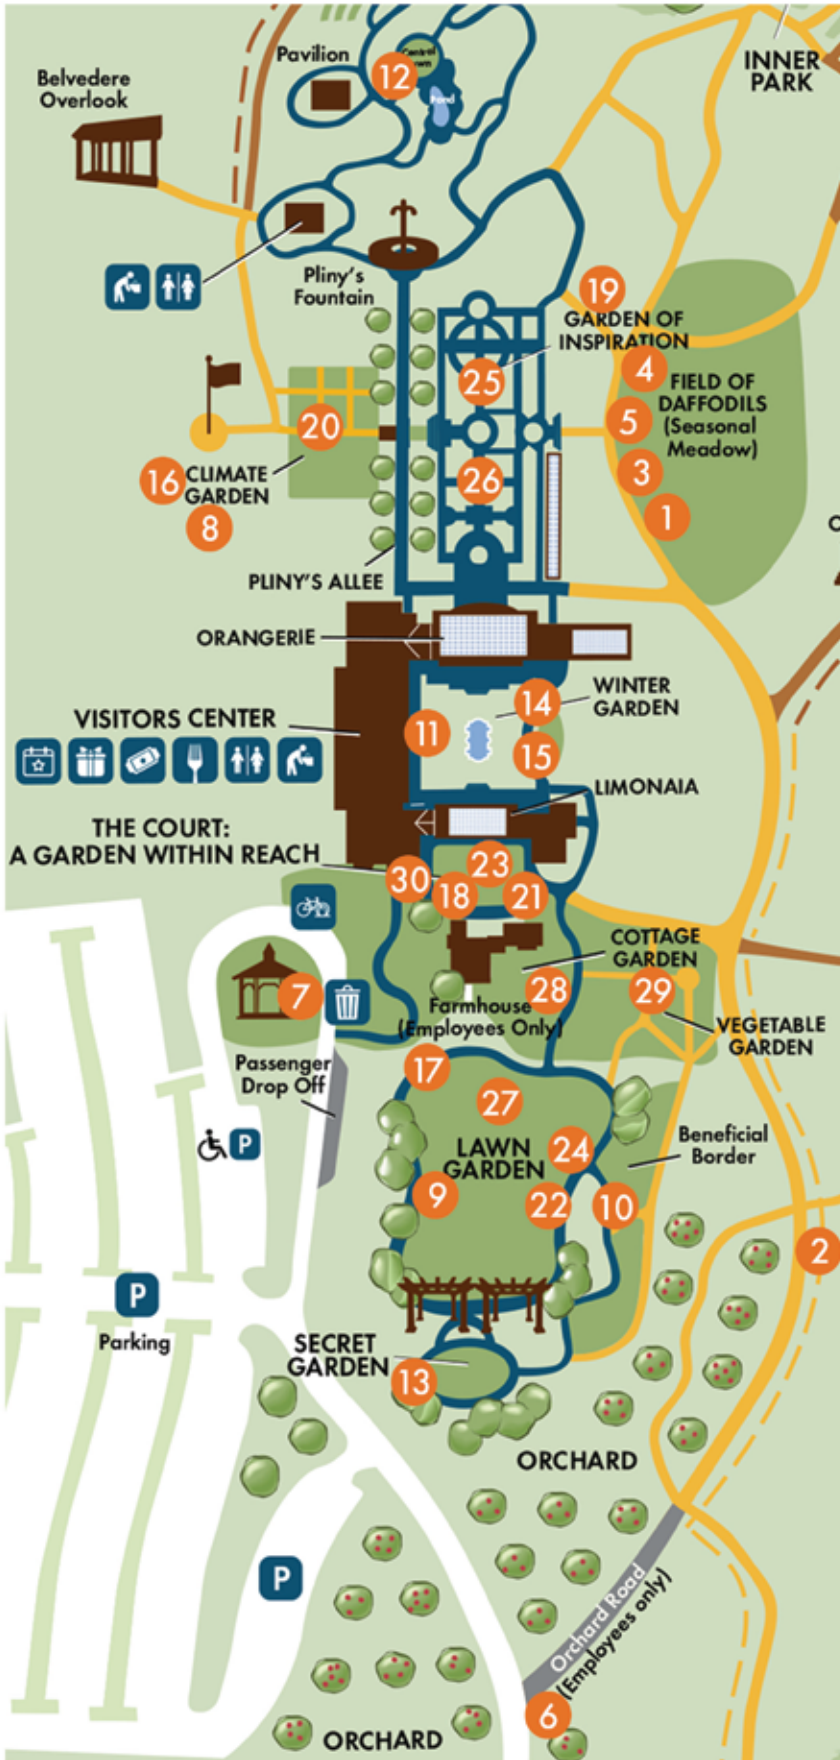 Pavilion
Central
12
Pond
INNER
PARK
Belvedere
Overlook
Pliny's
Fountain
19
GARDEN OF
INSPIRATION
4
25
FIELD OF
DAFFODILS
(Seasonal
Meadow)
5
20
16
CLIMATE
GARDEN
26
3
8
1
PLINY'S ALLEE
ORANGERIE
WINTER
GARDEN
14
VISITORS CENTER
11
15
LIMONAIA
THE COURT:
A GARDEN WITHIN REACH
23
30
18
21
COTTAGE
GARDEN
7
28
29
Farmhouse
(Employees Only)
VEGETABLE
GARDEN
Passenger
Drop Off
17
27
P
LAWN
GARDEN
24
Beneficial
Border
9
22
10
2
P
Parking
SECRET
GARDEN
13
ORCHARD
P
Orchard Road
(Employees only)
6
ORCHARD